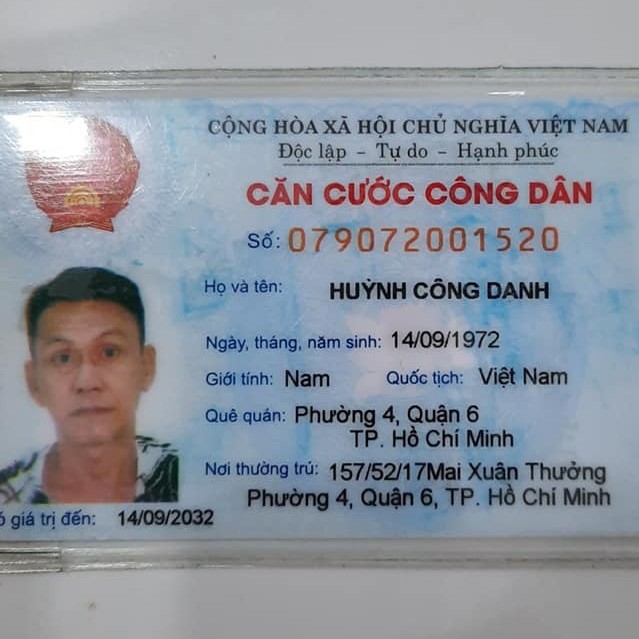 CỘNG HÒA XÃ HỘI CHỦ NGHĨA VIỆT NAM
Độc lập - Tự do - Hạnh phúc
CĂN CƯỚC CÔNG DÂN
Số: 079072001520
Họ và tên: HUỲNH CÔNG DANH
Ngày, tháng, năm sinh: 14/09/1972
Giới tính: Nam Quốc tịch: Việt Nam
Quê quán: Phường 4, Quận 6
TP. Hồ Chí Minh
Nơi thường trú: 157/52/17Mai Xuân Thưởng
Phường 4, Quận 6, TP. Hồ Chí Minh
ó giá trị đến: 14/09/2032